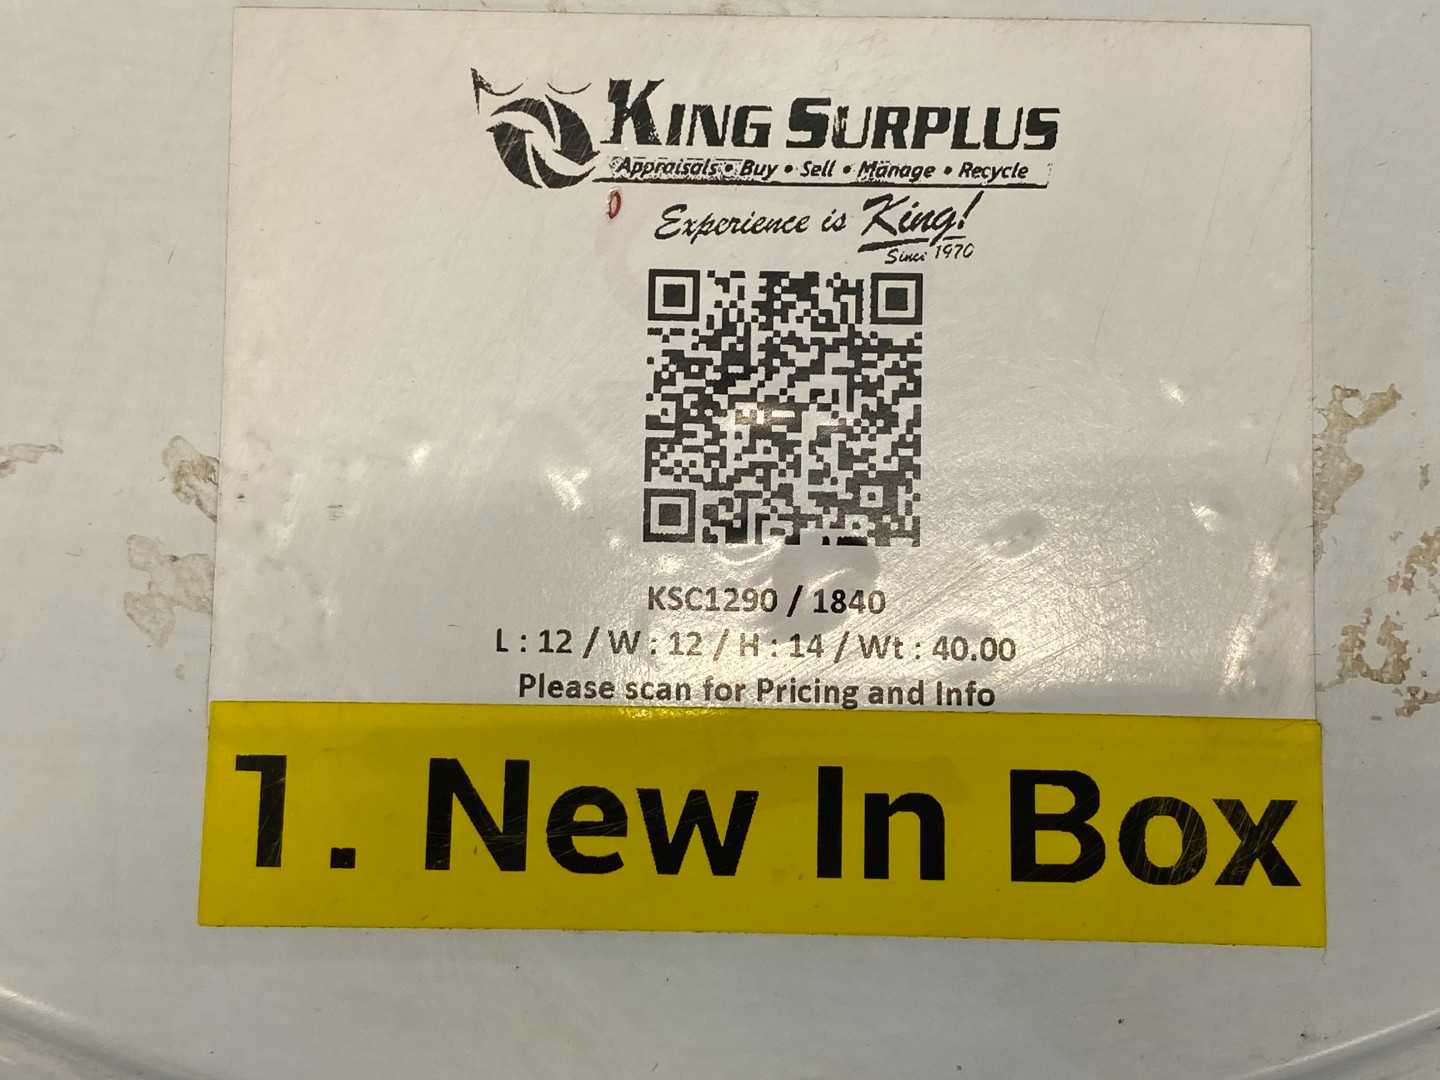 KING SURPLUS
Appraisals • Buy • Sell • Manage • Recycle
Experience is King!
Since 1970
KSC1290 / 1840
L : 12 / W : 12 / H : 14 / Wt : 40.00
Please scan for Pricing and Info
1. New In Box